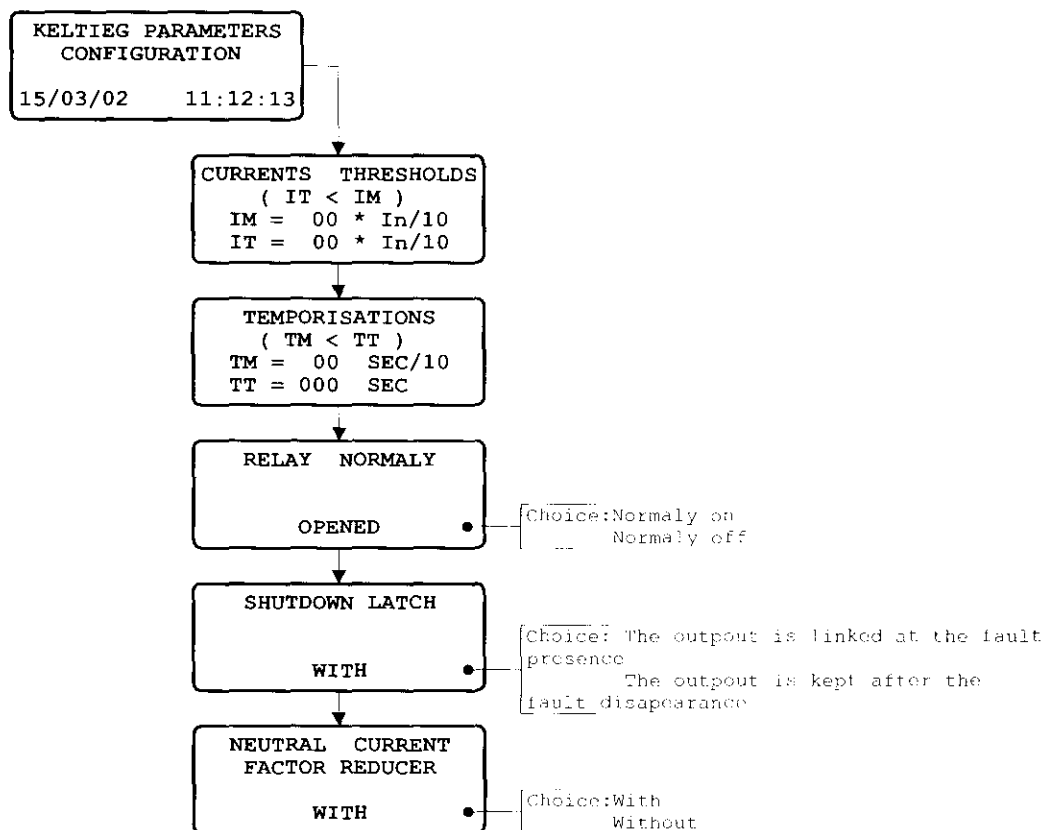 KELTIEG PARAMETERS
CONFIGURATION
15/03/02 11:12:13
CURRENTS THRESHOLDS
( IT < IM )
IM = 00 * In/10
IT = 00 * In/10
TEMPORISATIONS
( TM < TT )
TM = 00 SEC/10
TT = 000 SEC
RELAY NORMALY
OPENED
Choice:Normaly on
Normaly off
SHUTDOWN LATCH
WITH
Choice: The outpout is linked at the fault
presence
The outpout is kept after the
fault disapearance
NEUTRAL CURRENT
FACTOR REDUCER
WITH
Choice:With
Without